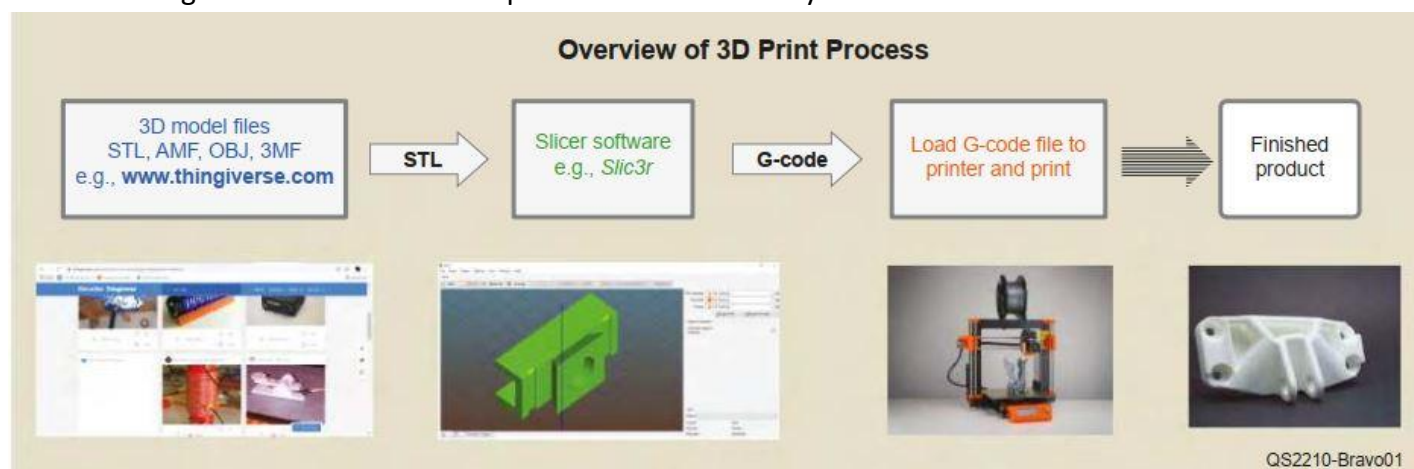 Overview of 3D Print Process
3D model files
STL, AMF, OBJ, 3MF
e.g., www.thingiverse.com
STL
Slicer software
e.g., Slic3r
G-code
Load G-code file to
printer and print
Finished
product
QS2210-Bravo01